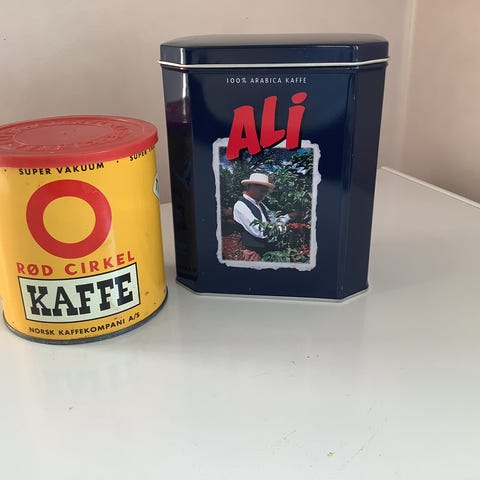 SUPER VAKUUM · SUPER
RØD CIRKEL
KAFFE
NORSK KAFFEKOMPANI A/S
100% ARABICA KAFFE
ALi